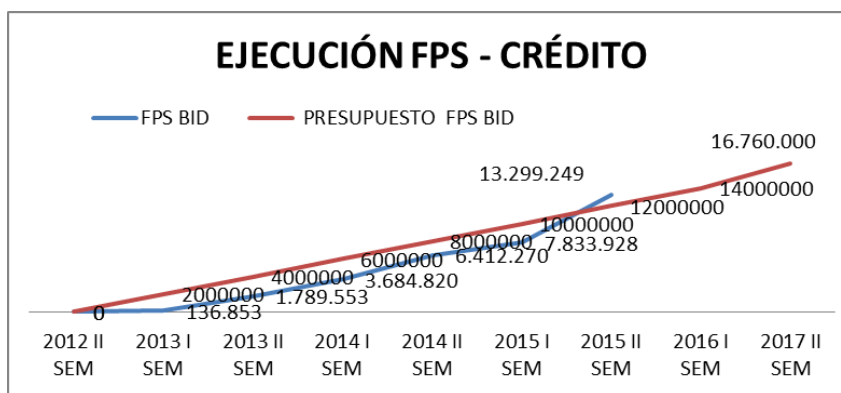 EJECUCIÓN FPS - CRÉDITO
FPS BID PRESUPUESTO FPS BID
16.760.000
13.299.249
14000000
12000000
10000000
8000000 7.833.928
6000000 6.412.270
4000000 3.684.820
2000000 1.789.553
0 136.853
2012 II 2013 I 2013 II 2014 I 2014 II 2015 I 2015 II 2016 I 2017 II
SEM SEM SEM SEM SEM SEM SEM SEM SEM